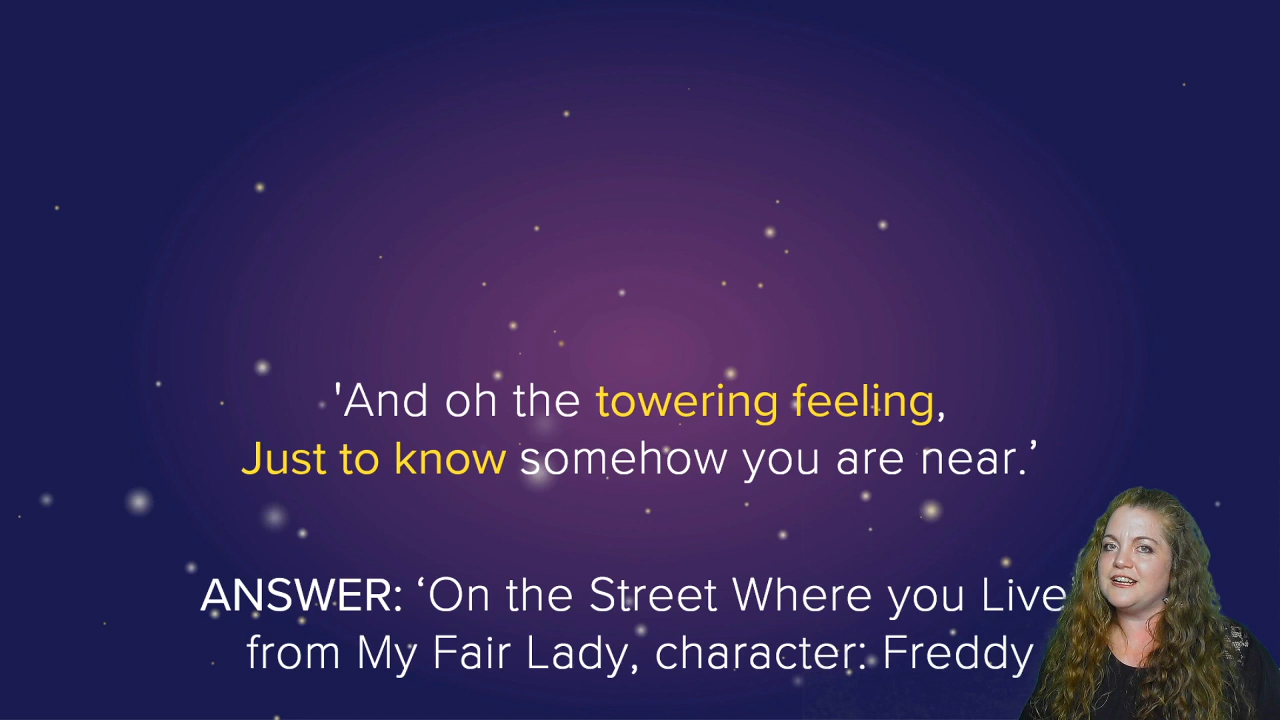 'And oh the towering feeling,
Just to know somehow you are near.’
ANSWER: ‘On the Street Where you Live
from My Fair Lady, character: Freddy